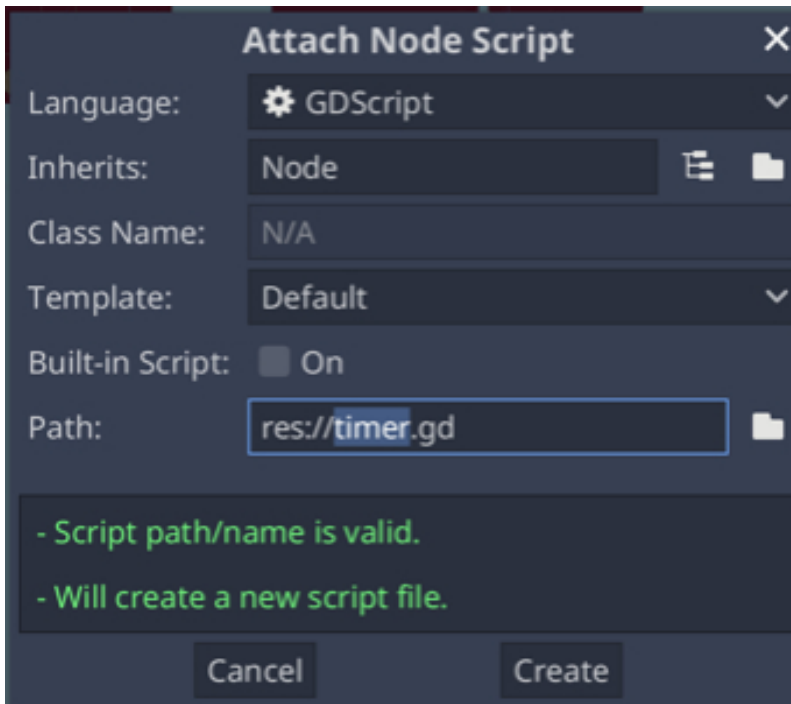 Attach Node Script
Language: GDScript
Inherits: Node
Class Name: N/A
Template: Default
Built-in Script: On
Path: res://timer.gd
- Script path/name is valid.
- Will create a new script file.
Cancel Create